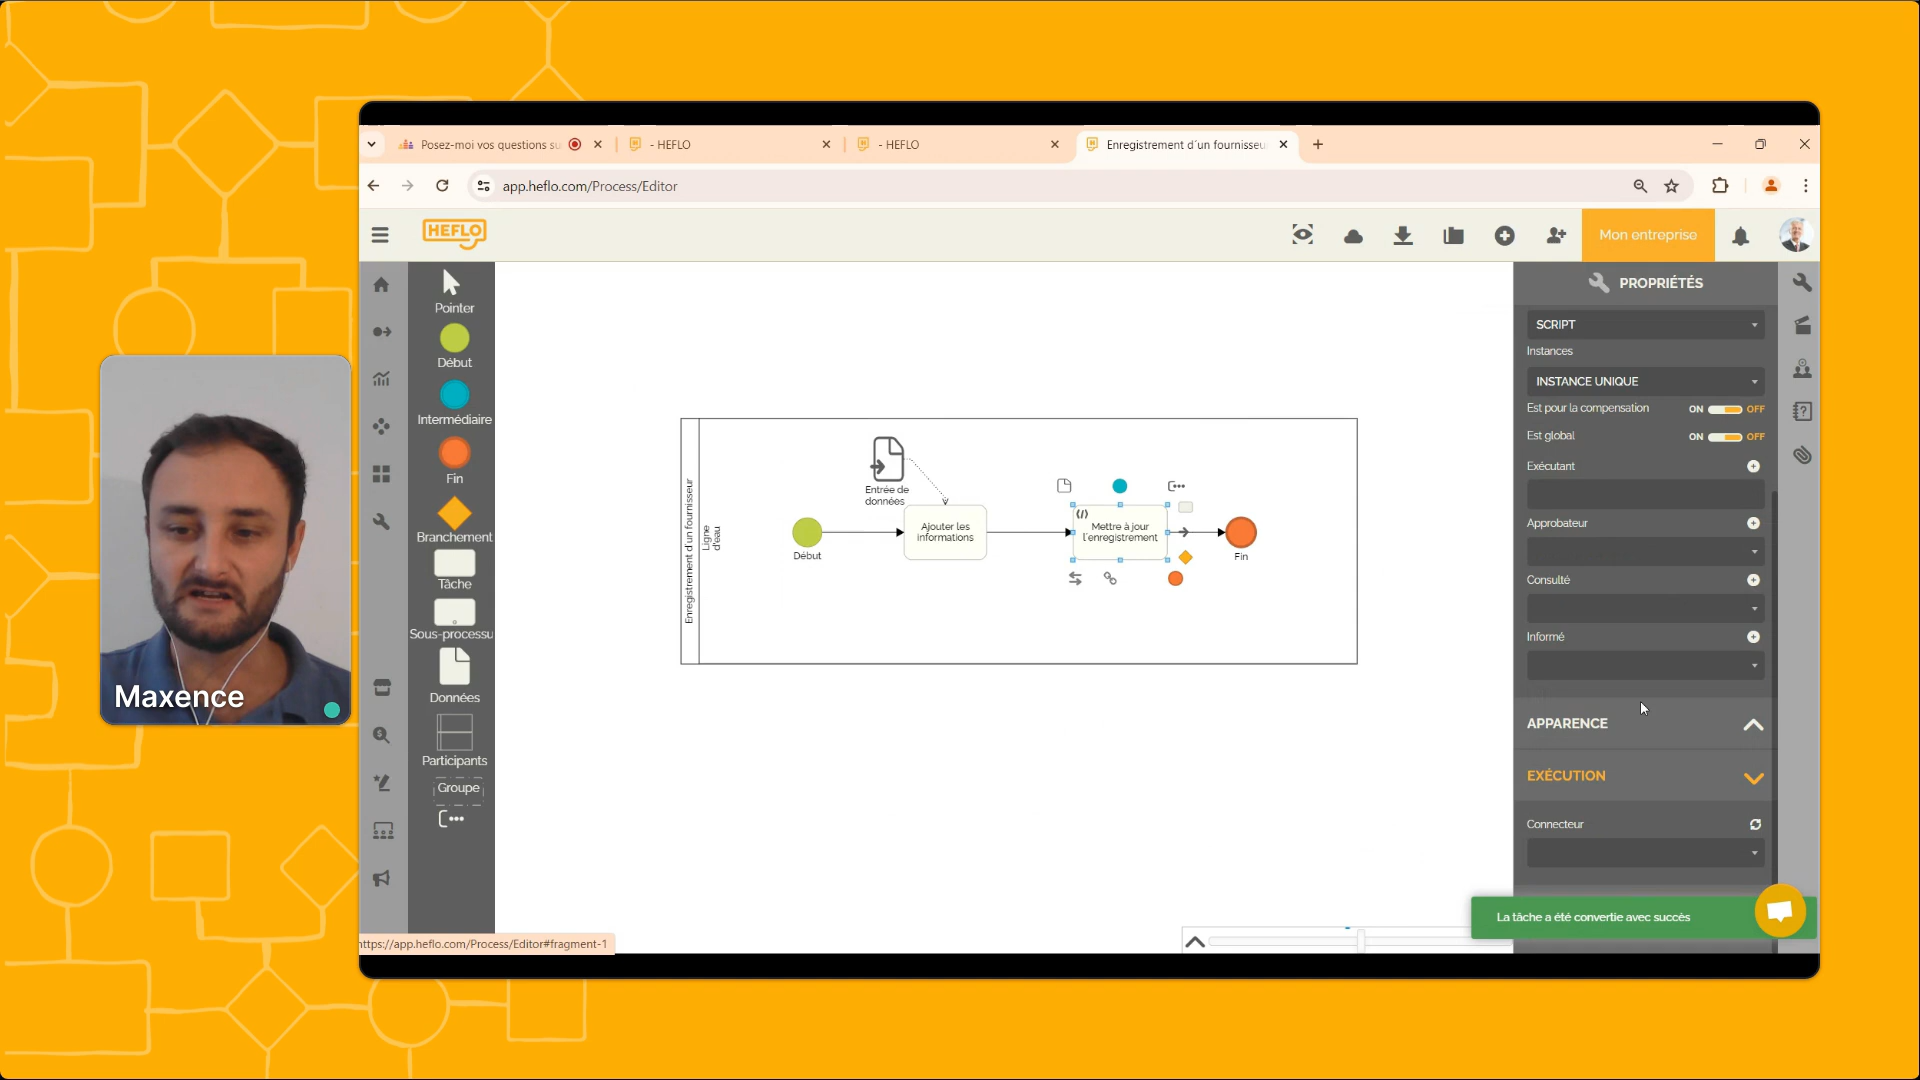 Posez-moi vos questions su
- HEFLO
- HEFLO
Enregistrement d'un fournisseu
app.heflo.com/Process/Editor
HEFLO
Mon entreprise
Pointer
Début
Intermédiaire
Fin
Branchement
Tâche
Sous-processu
Données
Participants
Groupe
Enregistrement d'un fournisseur
Ligne
d'eau
Entrée de
données
Début
Ajouter les
informations
Mettre à jour
l'enregistrement
Fin
PROPRIÉTÉS
SCRIPT
Instances
INSTANCE UNIQUE
Est pour la compensation ON OFF
Est global ON OFF
Exécutant
Approbateur
Consulté
Informé
APPARENCE
EXÉCUTION
Connecteur
La tâche a été convertie avec succès
https://app.heflo.com/Process/Editor#fragment-1
Maxence